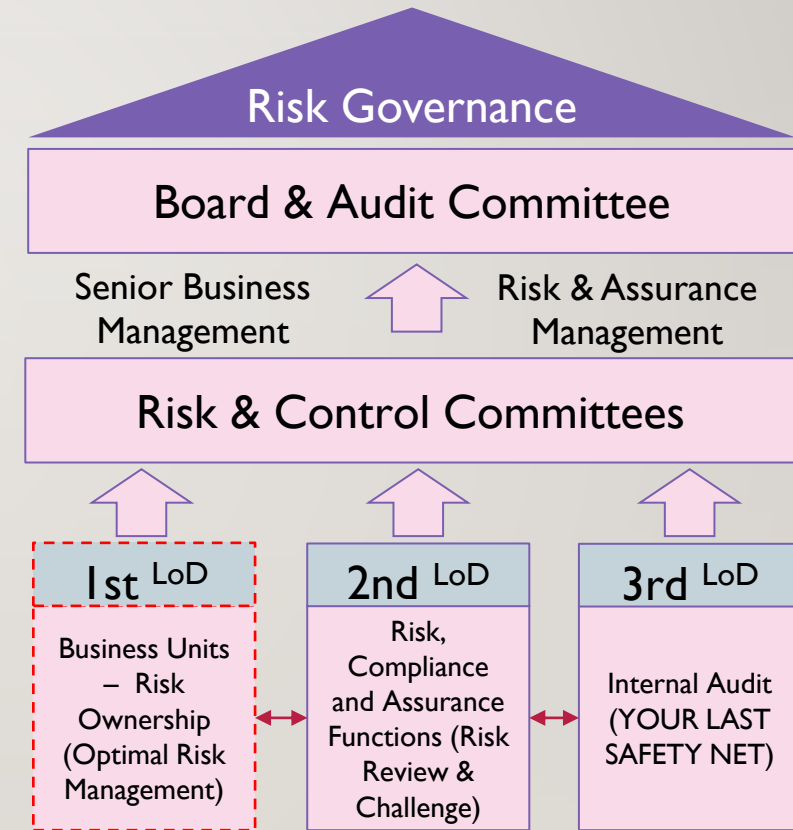 Risk Governance
Board & Audit Committee
Senior Business
Management
Risk & Assurance
Management
Risk & Control Committees
1st LoD
Business Units
– Risk
Ownership
(Optimal Risk
Management)
2nd LoD
Risk,
Compliance
and Assurance
Functions (Risk
Review &
Challenge)
3rd LoD
Internal Audit
(YOUR LAST
SAFETY NET)